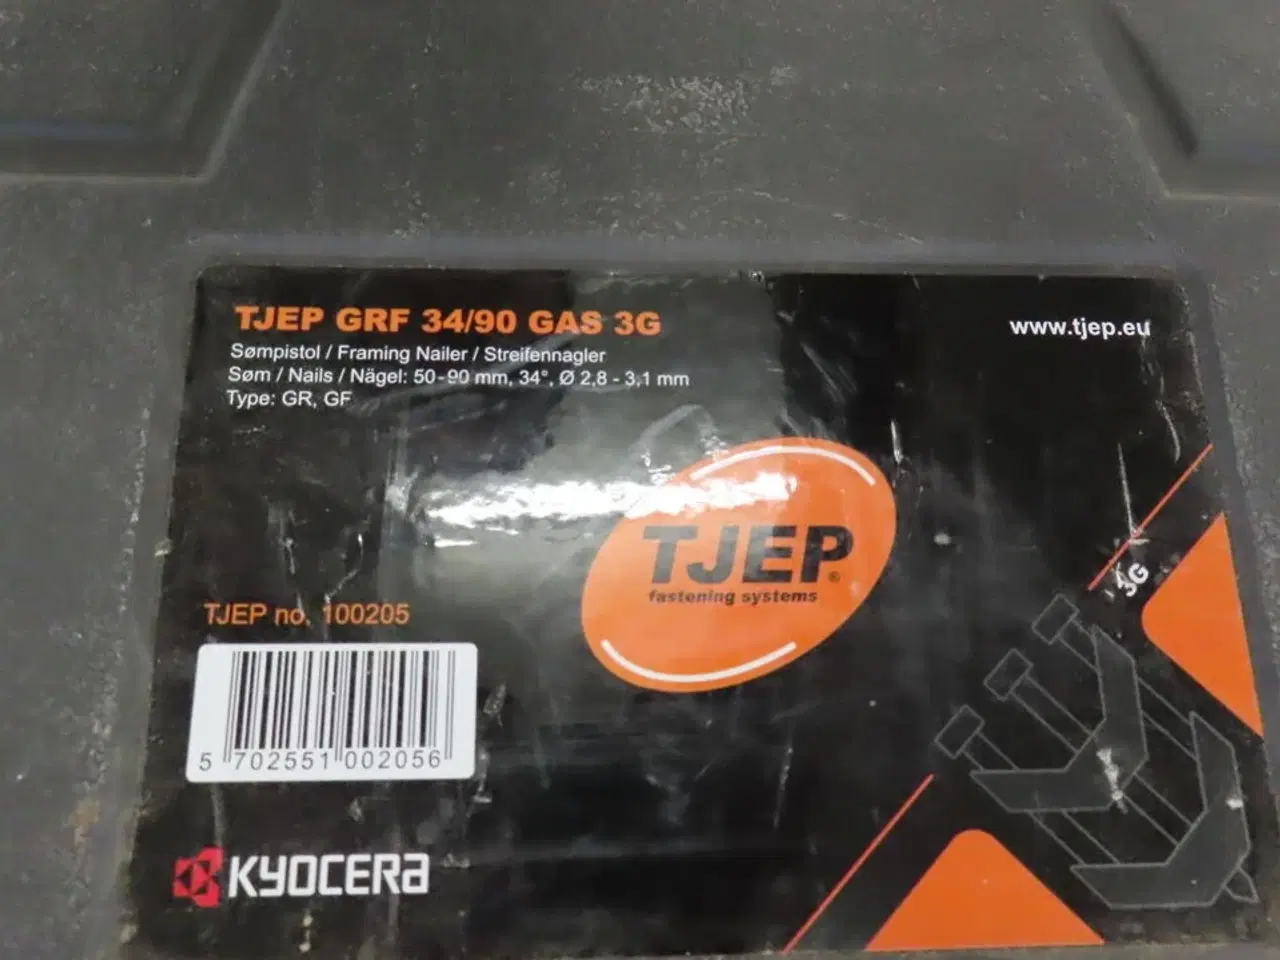 TJEP GRF 34/90 GAS 3G
www.tjep.eu
Sømpistol / Framing Nailer / Streifennagler
Søm / Nails / Nägel: 50-90 mm, 34°, Ø 2,8 - 3,1 mm
Type: GR, GF
TJEP®
fastening systems
3G
TJEP no. 100205
5 702551 002056
KYOCERA